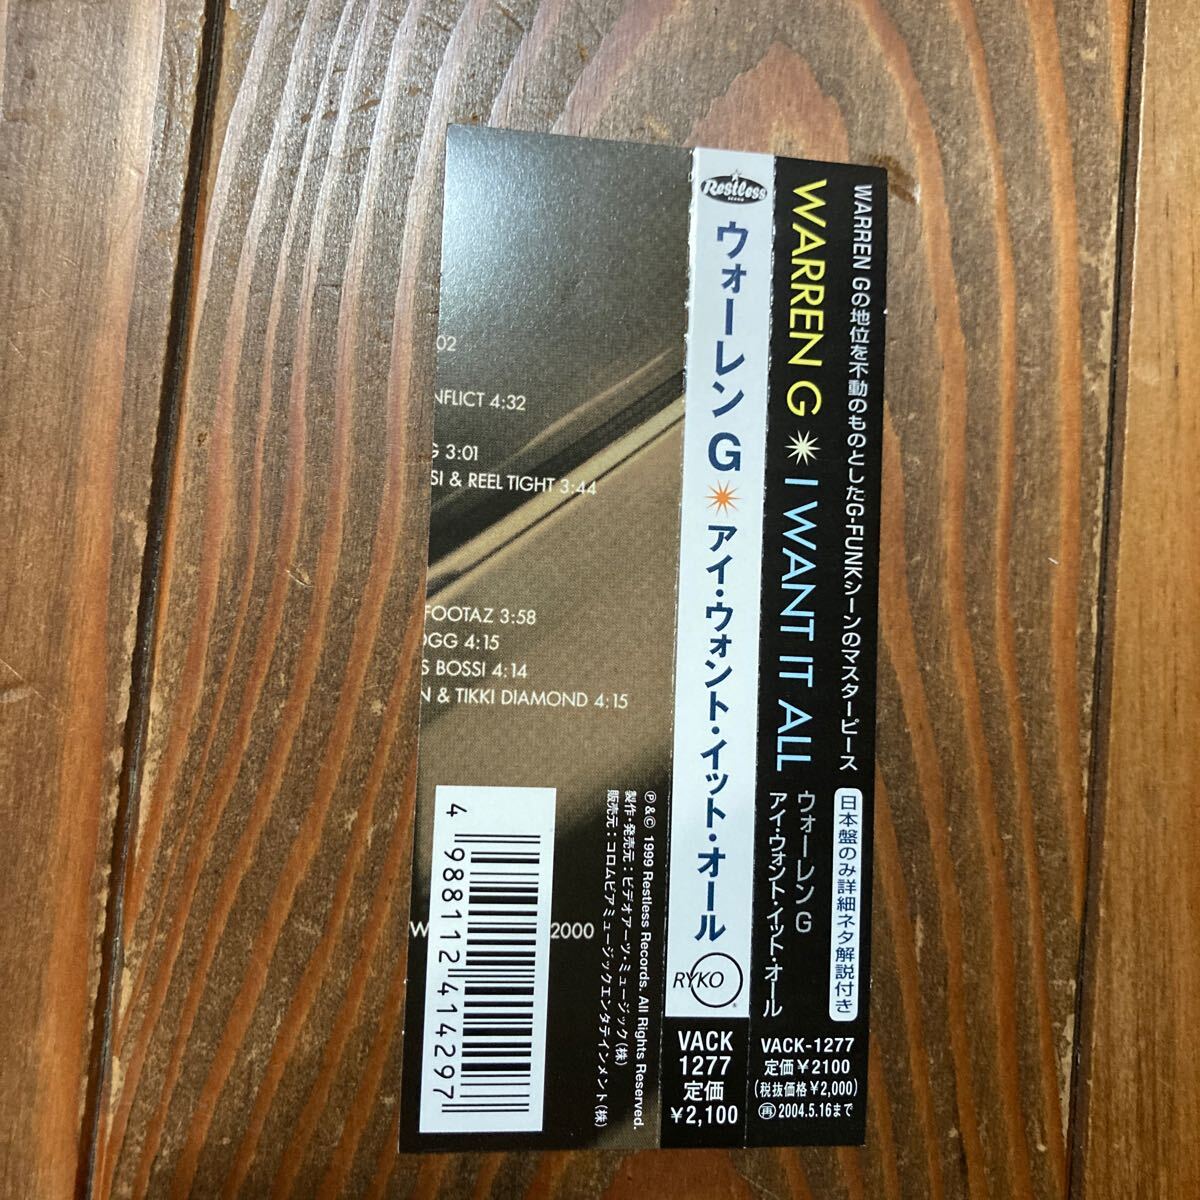 WARREN Gの地位を不動のものとしたG-FUNKシーンのマスターピース
日本盤のみ詳細ネタ解説付き
WARREN G I WANT IT ALL
ウォーレンG
アイ・ウォント・イット・オール
VACK-1277
定価¥2100
(税抜価格¥2,000)
再 2004.5.16まで
Restless
ウォーレン G アイ・ウォント・イット・オール
RYKO
VACK
1277
定価
¥2,100
02
NFLICT 4:32
G 3:01
SI & REEL TIGHT 3:44
FOOTAZ 3:58
OGG 4:15
S BOSSI 4:14
N & TIKKI DIAMOND 4:15
Ⓟ&© 1999 Restless Records. All Rights Reserved.
製作・発売元：ビデオアーツ・ミュージック(株)
販売元：コロムビアミュージックエンタテインメント(株)
W
2000
4 988112 414297